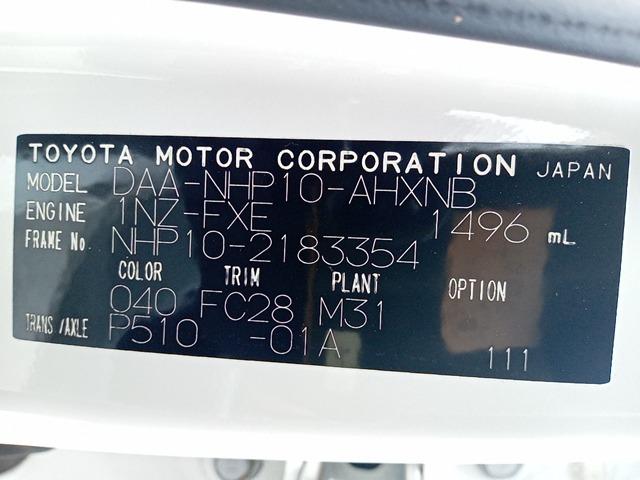 TOYOTA MOTOR CORPORATION JAPAN
MODEL DAA-NHP10-AHXNB
ENGINE 1NZ-FXE 1496 mL
FRAME No. NHP10-2183354
COLOR TRIM PLANT OPTION
040 FC28 M31
TRANS/AXLE P510 -01A
111